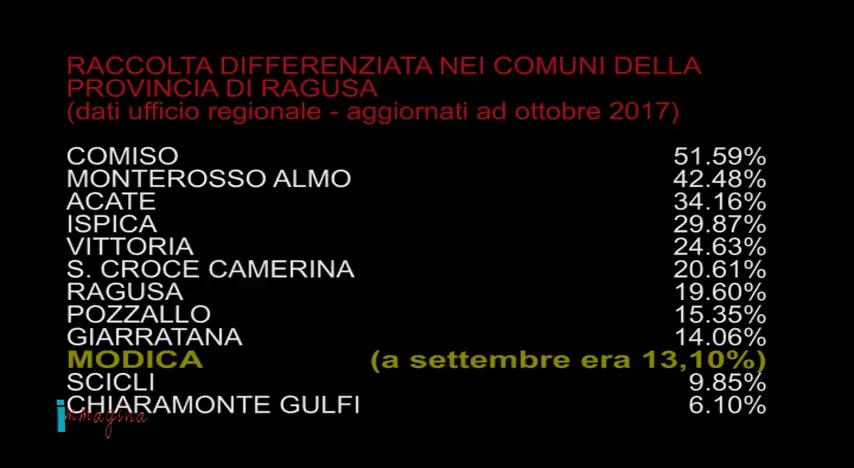 RACCOLTA DIFFERENZIATA NEI COMUNI DELLA
PROVINCIA DI RAGUSA
(dati ufficio regionale - aggiornati ad ottobre 2017)
COMISO 51.59%
MONTEROSSO ALMO 42.48%
ACATE 34.16%
ISPICA 29.87%
VITTORIA 24.63%
S. CROCE CAMERINA 20.61%
RAGUSA 19.60%
POZZALLO 15.35%
GIARRATANA 14.06%
MODICA (a settembre era 13,10%)
SCICLI 9.85%
CHIARAMONTE GULFI 6.10%
immagina